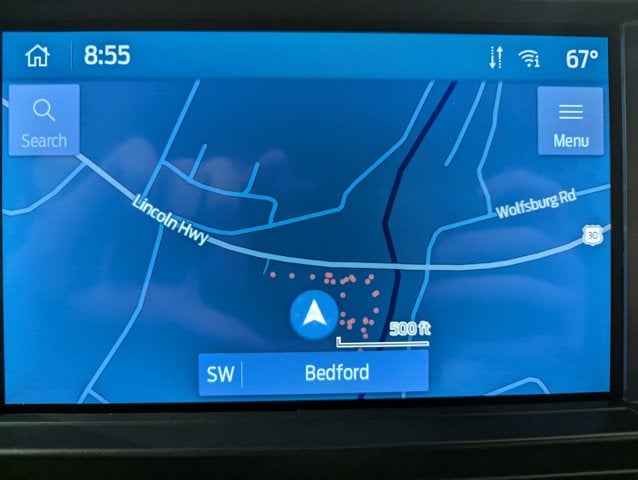 8:55
67°
Search
Menu
Wolfsburg Rd
Lincoln Hwy
30
500 ft
SW
Bedford